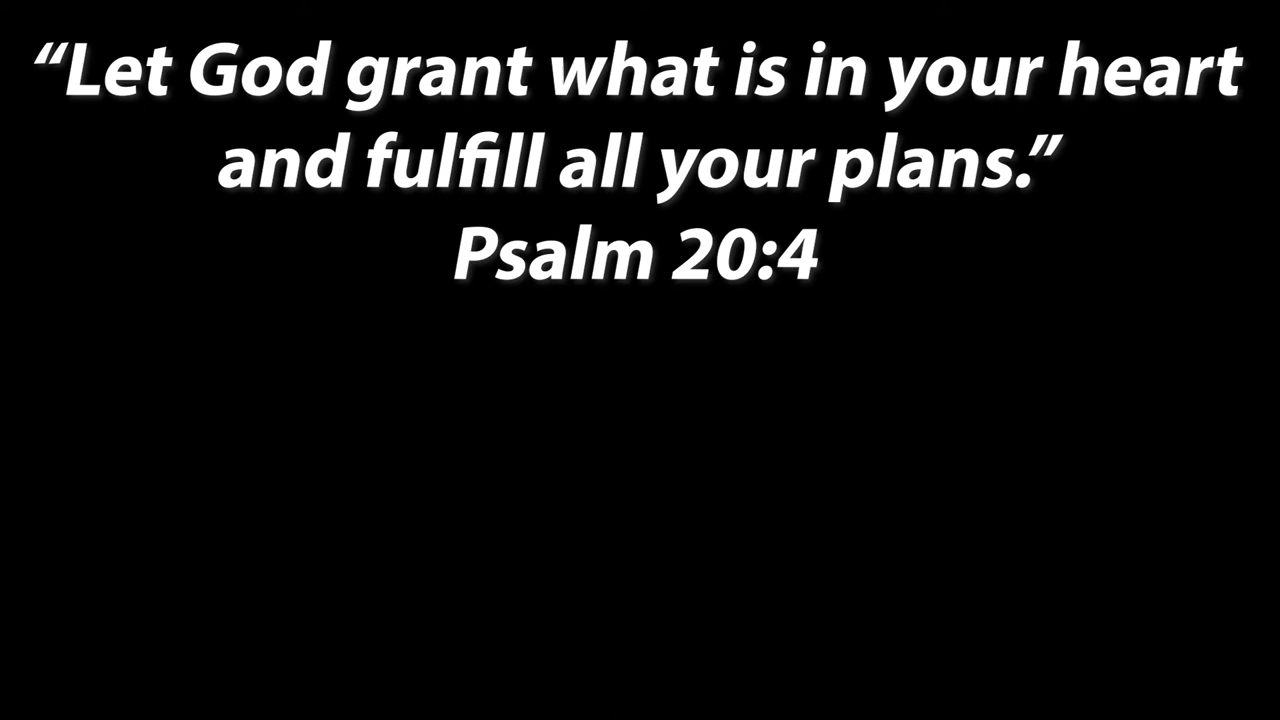 “Let God grant what is in your heart
and fulfill all your plans.”
Psalm 20:4